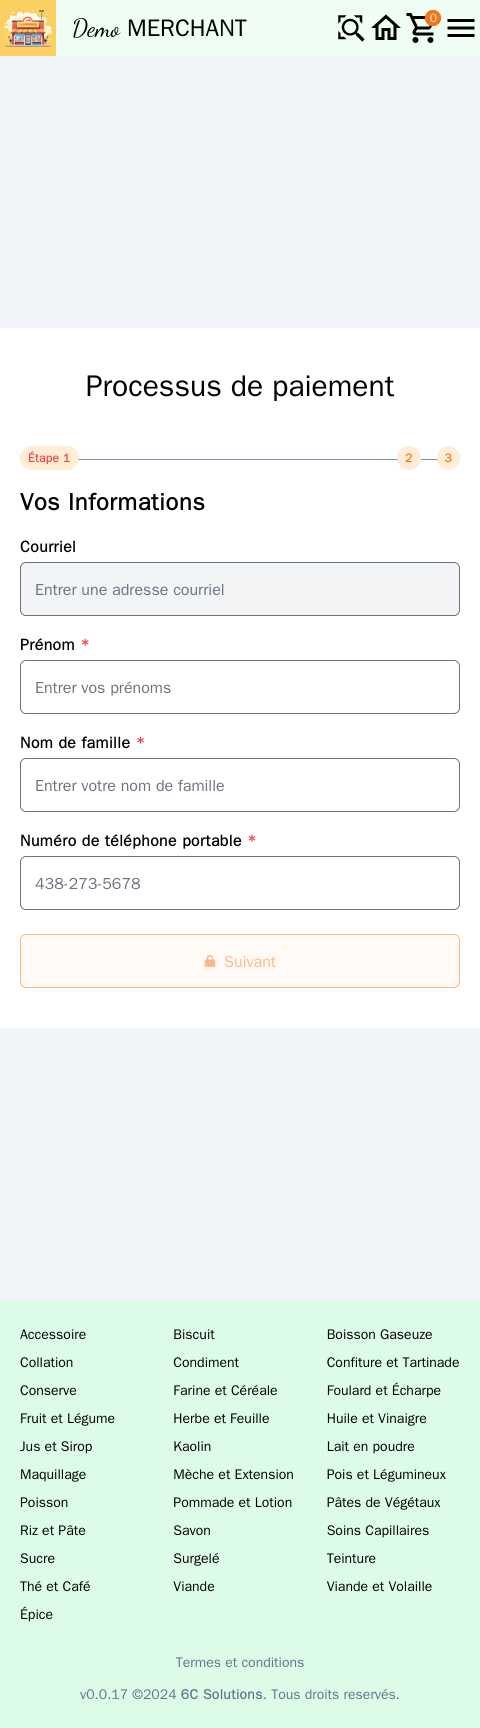 Demo MERCHANT
0
Processus de paiement
Étape 1
2
3
Vos Informations
Courriel
Entrer une adresse courriel
Prénom *
Entrer vos prénoms
Nom de famille *
Entrer votre nom de famille
Numéro de téléphone portable *
438-273-5678
Suivant
Accessoire Biscuit Boisson Gaseuze
Collation Condiment Confiture et Tartinade
Conserve Farine et Céréale Foulard et Écharpe
Fruit et Légume Herbe et Feuille Huile et Vinaigre
Jus et Sirop Kaolin Lait en poudre
Maquillage Mèche et Extension Pois et Légumineux
Poisson Pommade et Lotion Pâtes de Végétaux
Riz et Pâte Savon Soins Capillaires
Sucre Surgelé Teinture
Thé et Café Viande Viande et Volaille
Épice
Termes et conditions
v0.0.17 ©2024 6C Solutions. Tous droits reservés.